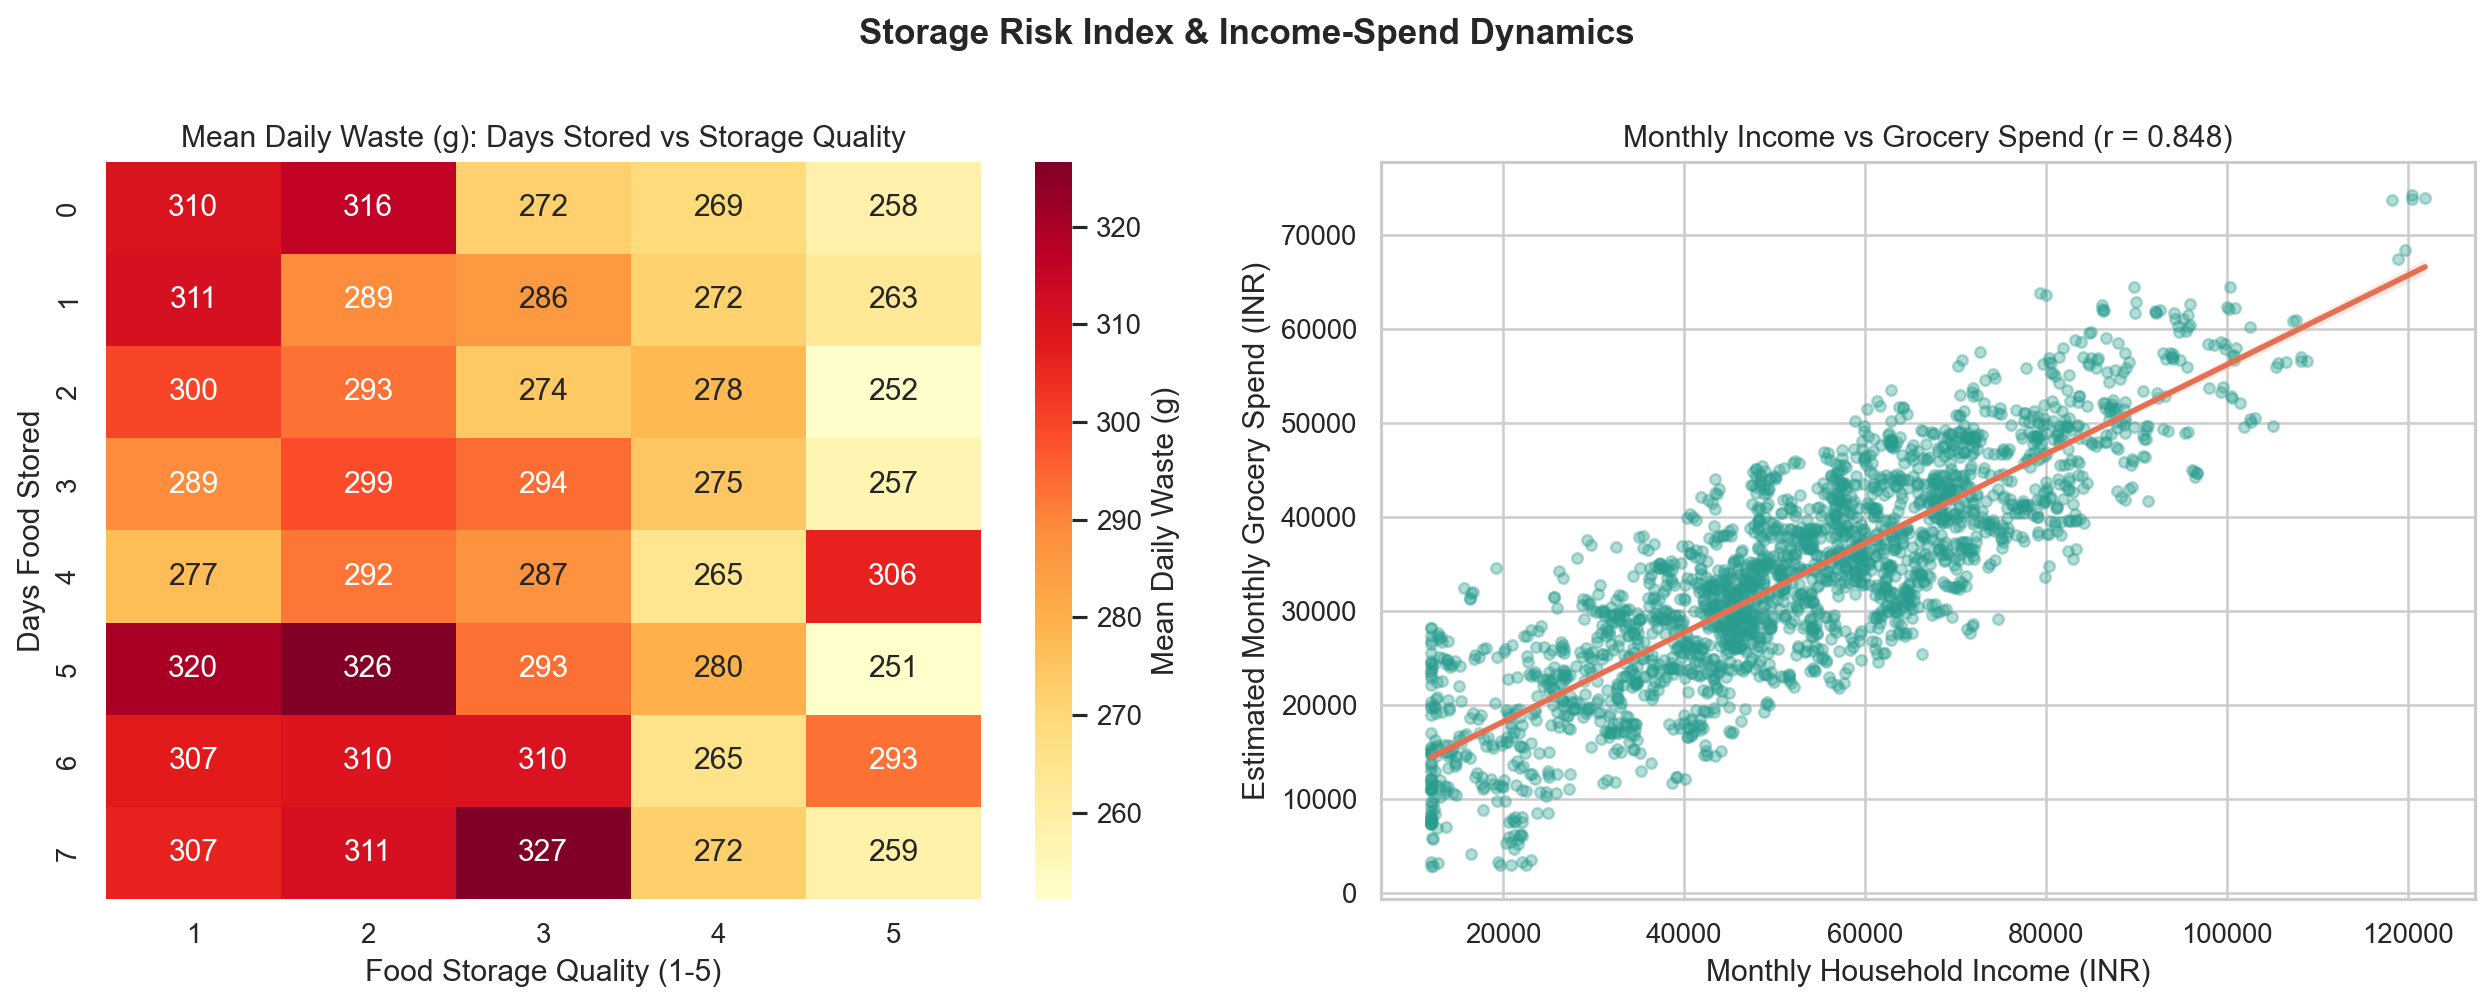 Storage Risk Index & Income-Spend Dynamics
Mean Daily Waste (g): Days Stored vs Storage Quality
Days Food Stored
0 310 316 272 269 258
1 311 289 286 272 263
2 300 293 274 278 252
3 289 299 294 275 257
4 277 292 287 265 306
5 320 326 293 280 251
6 307 310 310 265 293
7 307 311 327 272 259
1 2 3 4 5
Food Storage Quality (1-5)
320
310
300
290
280
270
260
Mean Daily Waste (g)
Monthly Income vs Grocery Spend (r = 0.848)
Estimated Monthly Grocery Spend (INR)
70000
60000
50000
40000
30000
20000
10000
0
20000 40000 60000 80000 100000 120000
Monthly Household Income (INR)